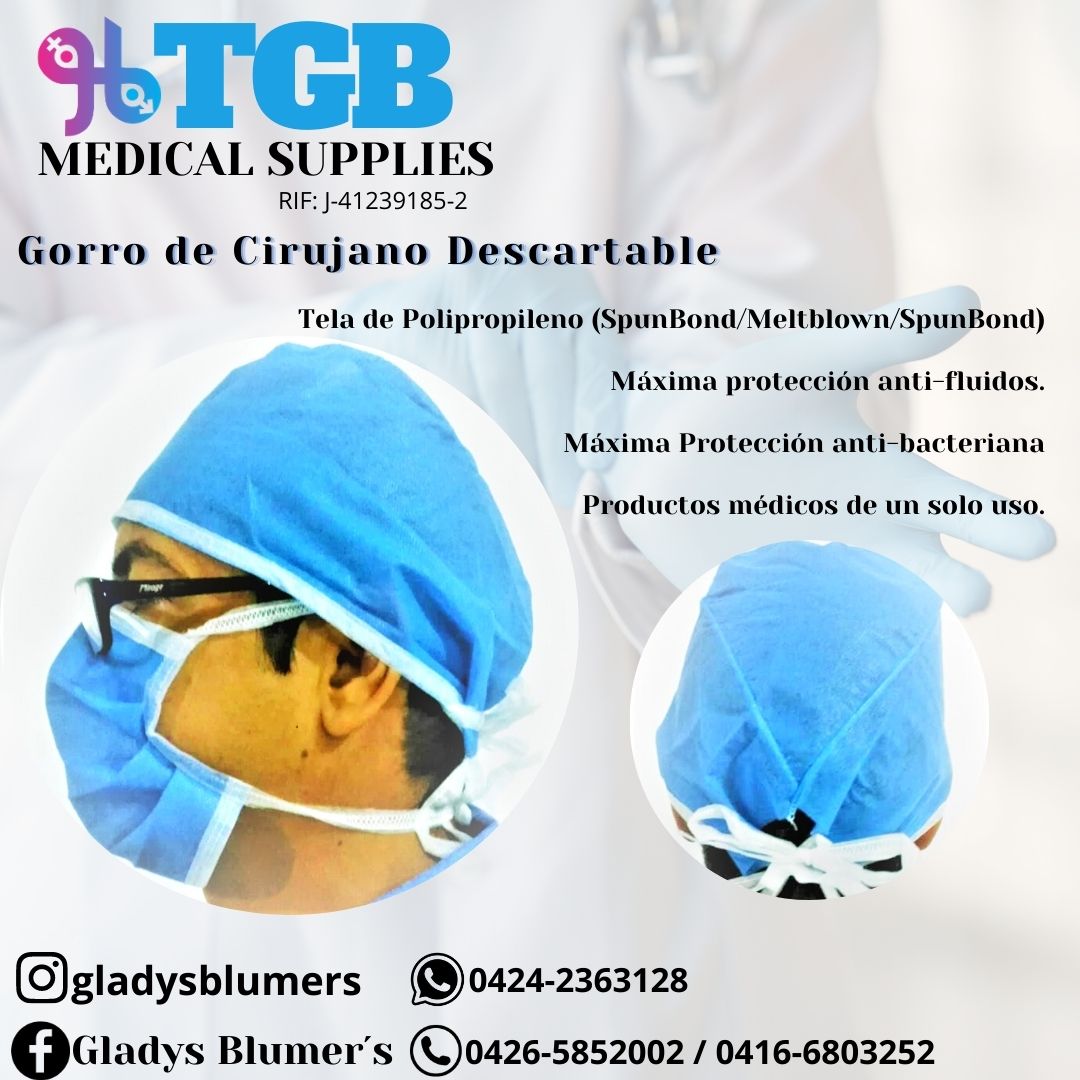 TGB
MEDICAL SUPPLIES
RIF: J-41239185-2
Gorro de Cirujano Descartable
Tela de Polipropileno (SpunBond/Meltblown/SpunBond)
Máxima protección anti-fluidos.
Máxima Protección anti-bacteriana
Productos médicos de un solo uso.
gladysblumers
0424-2363128
Gladys Blumer´s
0426-5852002 / 0416-6803252